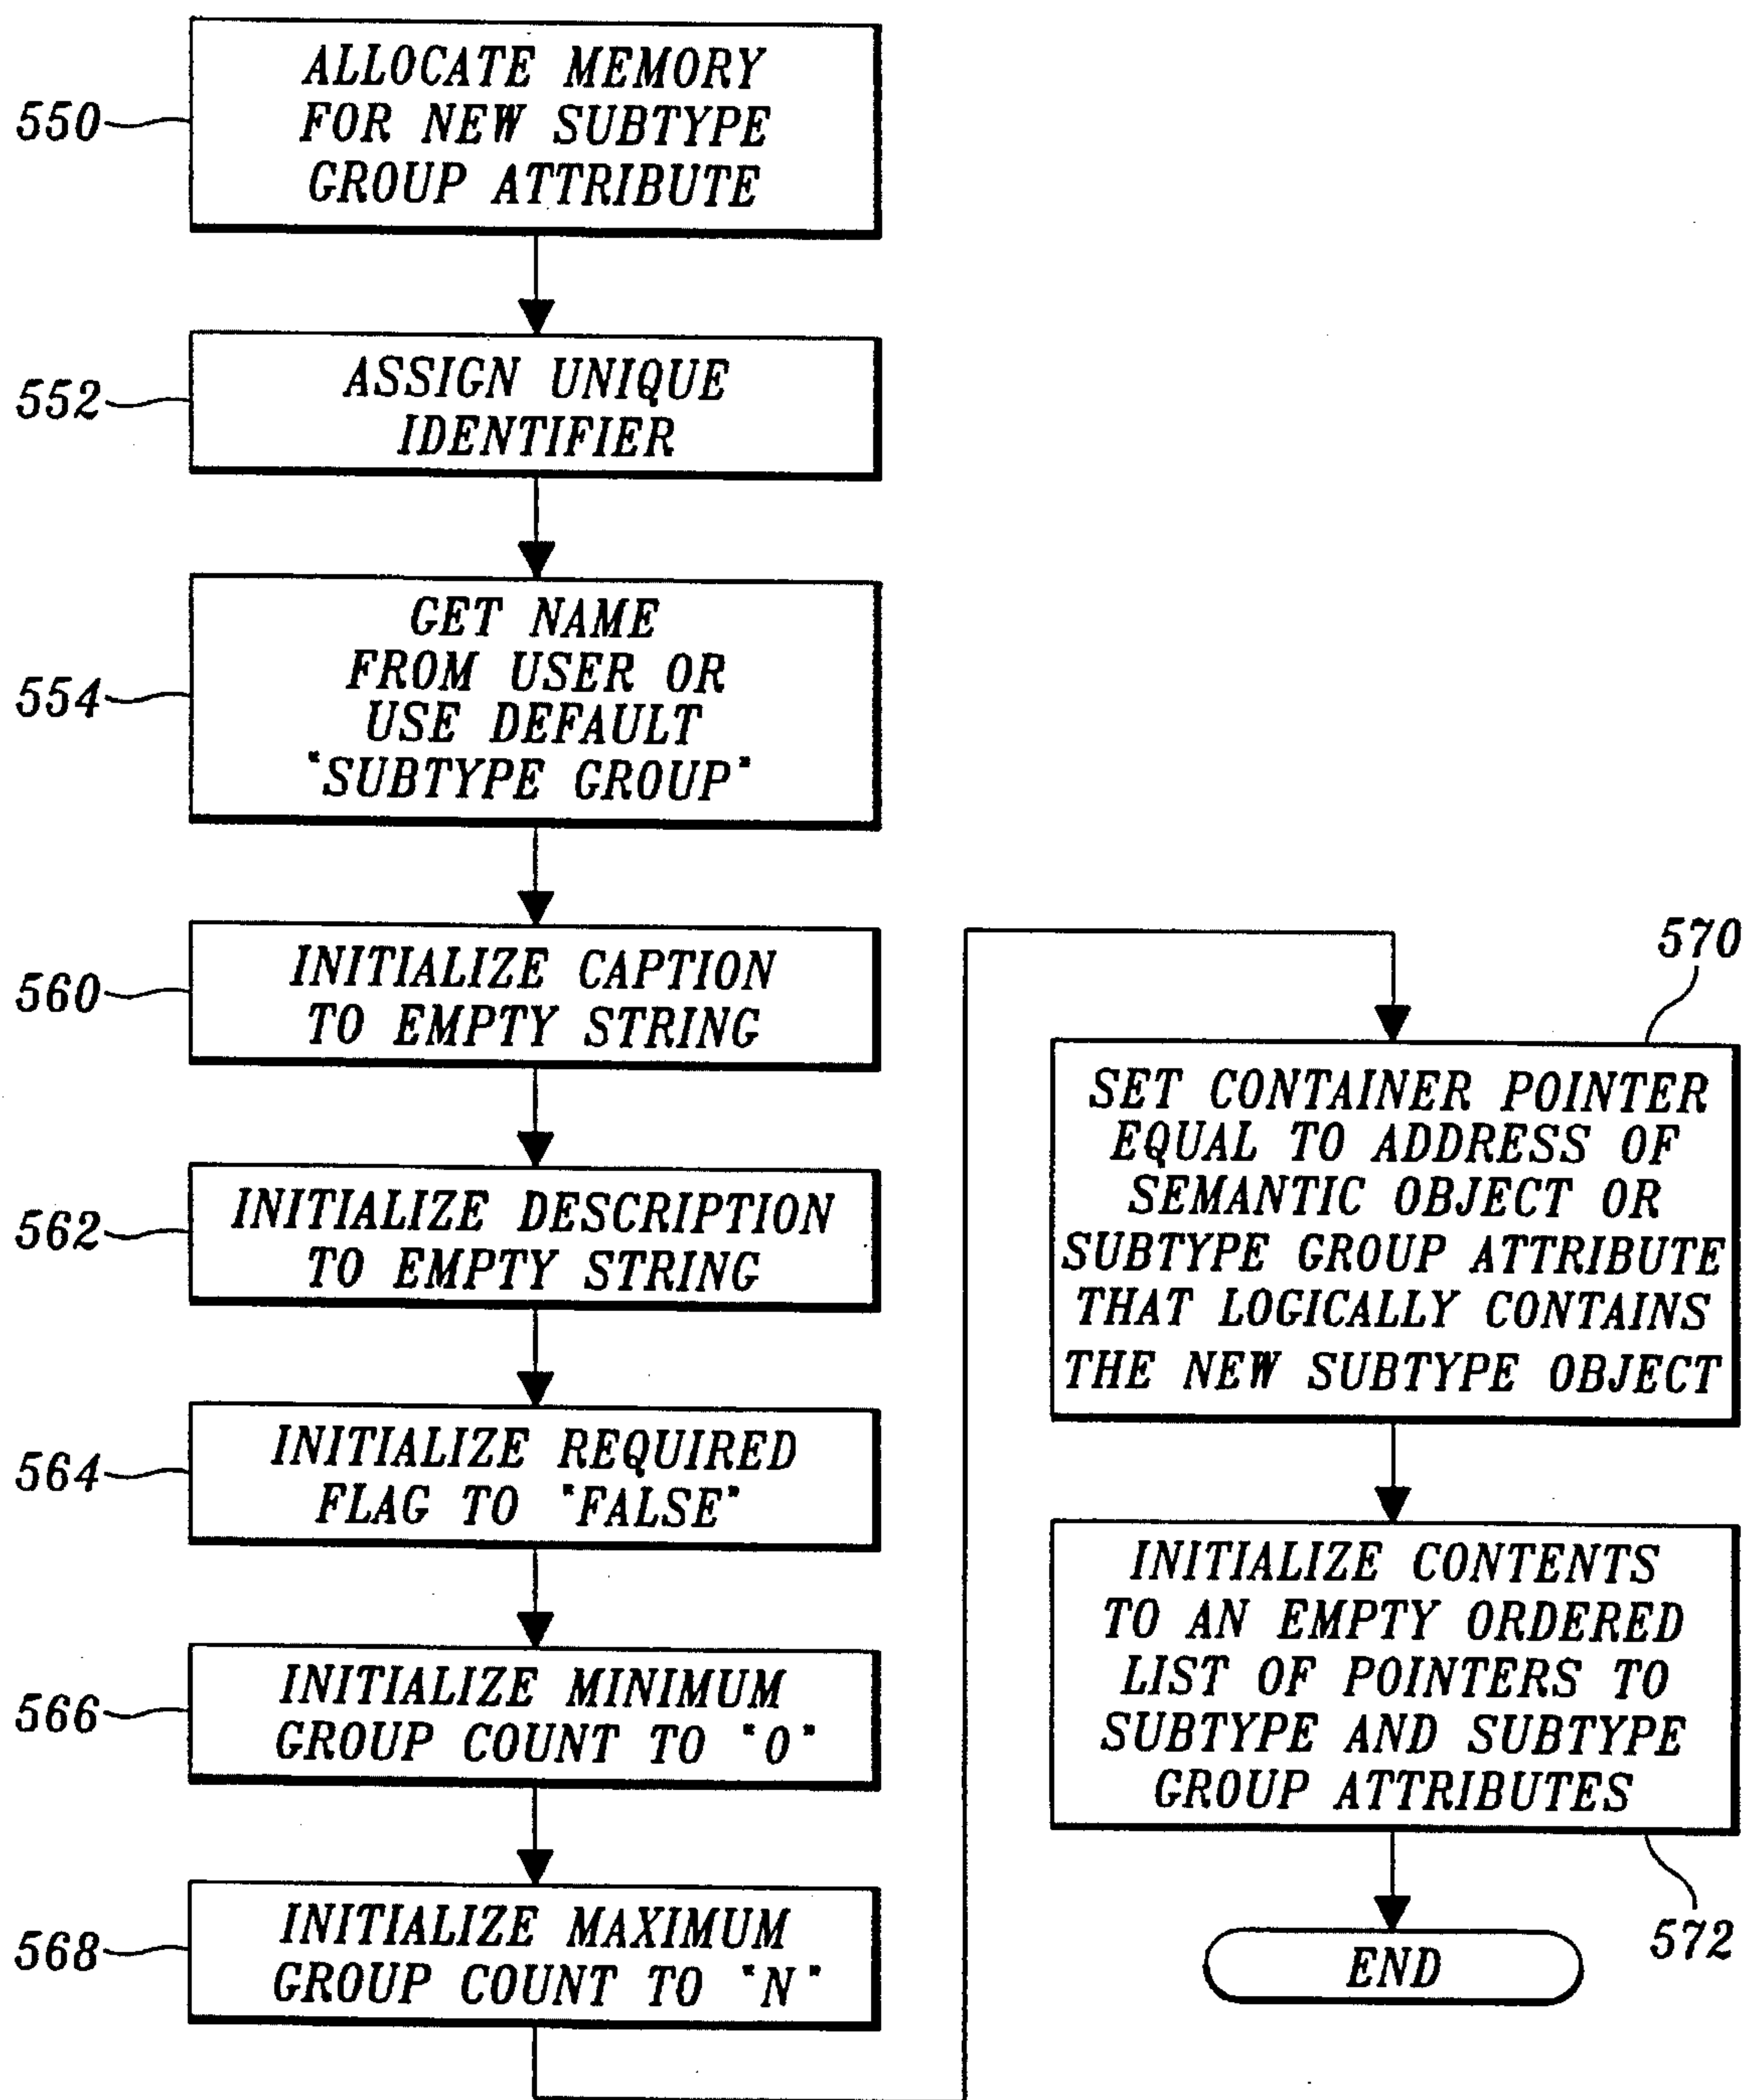 550
ALLOCATE MEMORY
FOR NEW SUBTYPE
GROUP ATTRIBUTE
552
ASSIGN UNIQUE
IDENTIFIER
554
GET NAME
FROM USER OR
USE DEFAULT
"SUBTYPE GROUP"
560
INITIALIZE CAPTION
TO EMPTY STRING
562
INITIALIZE DESCRIPTION
TO EMPTY STRING
564
INITIALIZE REQUIRED
FLAG TO "FALSE"
566
INITIALIZE MINIMUM
GROUP COUNT TO "0"
568
INITIALIZE MAXIMUM
GROUP COUNT TO "N"
570
SET CONTAINER POINTER
EQUAL TO ADDRESS OF
SEMANTIC OBJECT OR
SUBTYPE GROUP ATTRIBUTE
THAT LOGICALLY CONTAINS
THE NEW SUBTYPE OBJECT
INITIALIZE CONTENTS
TO AN EMPTY ORDERED
LIST OF POINTERS TO
SUBTYPE AND SUBTYPE
GROUP ATTRIBUTES
572
END